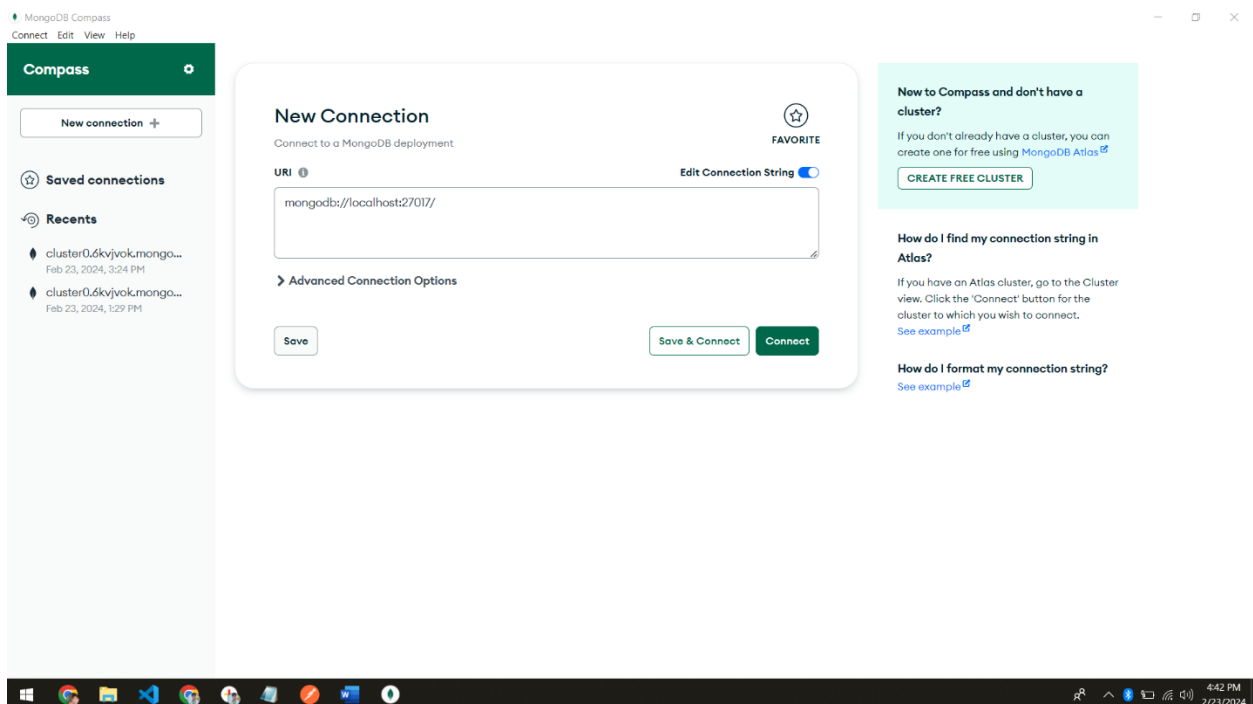 MongoDB Compass
Connect Edit View Help
Compass
New connection +
Saved connections
Recents
cluster0.6kvjvok.mongo...
Feb 23, 2024, 3:24 PM
cluster0.6kvjvok.mongo...
Feb 23, 2024, 1:29 PM
New Connection
Connect to a MongoDB deployment
FAVORITE
URI
Edit Connection String
mongodb://localhost:27017/
Advanced Connection Options
Save
Save & Connect
Connect
New to Compass and don't have a
cluster?
If you don't already have a cluster, you can
create one for free using MongoDB Atlas
CREATE FREE CLUSTER
How do I find my connection string in
Atlas?
If you have an Atlas cluster, go to the Cluster
view. Click the 'Connect' button for the
cluster to which you wish to connect.
See example
How do I format my connection string?
See example
4:42 PM
2/23/2024